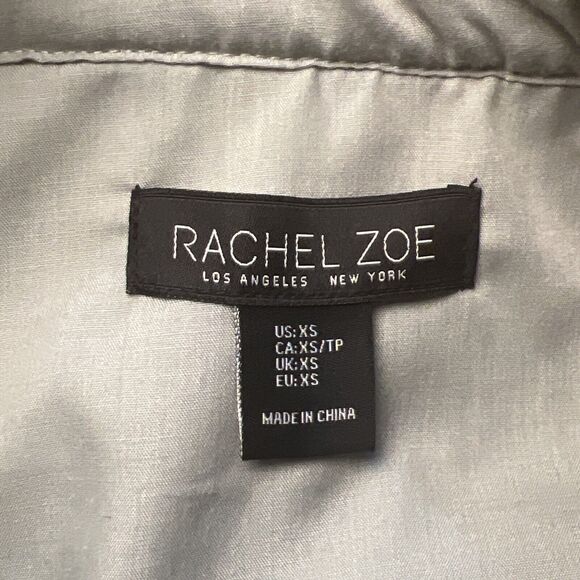 RACHEL ZOE
LOS ANGELES NEW YORK
US:XS
CA:XS/TP
UK:XS
EU:XS
MADE IN CHINA